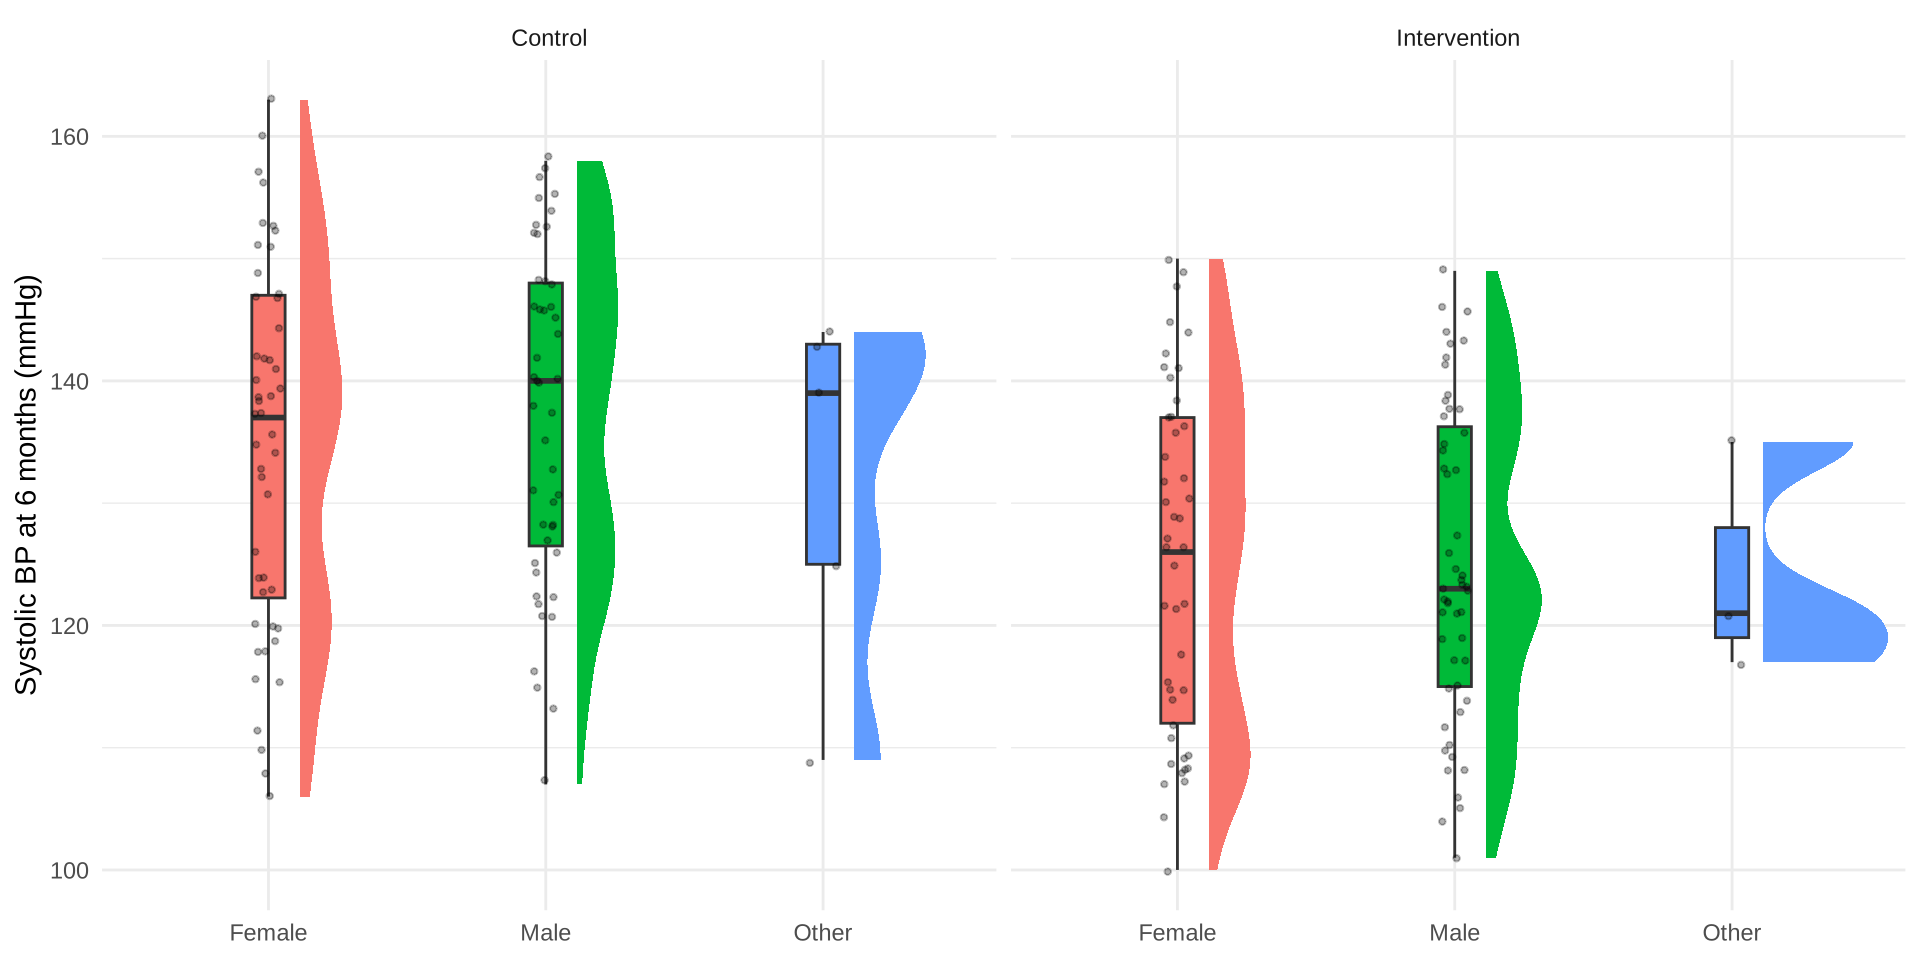 Control
Intervention
Systolic BP at 6 months (mmHg)
160
140
120
100
Female
Male
Other
Female
Male
Other